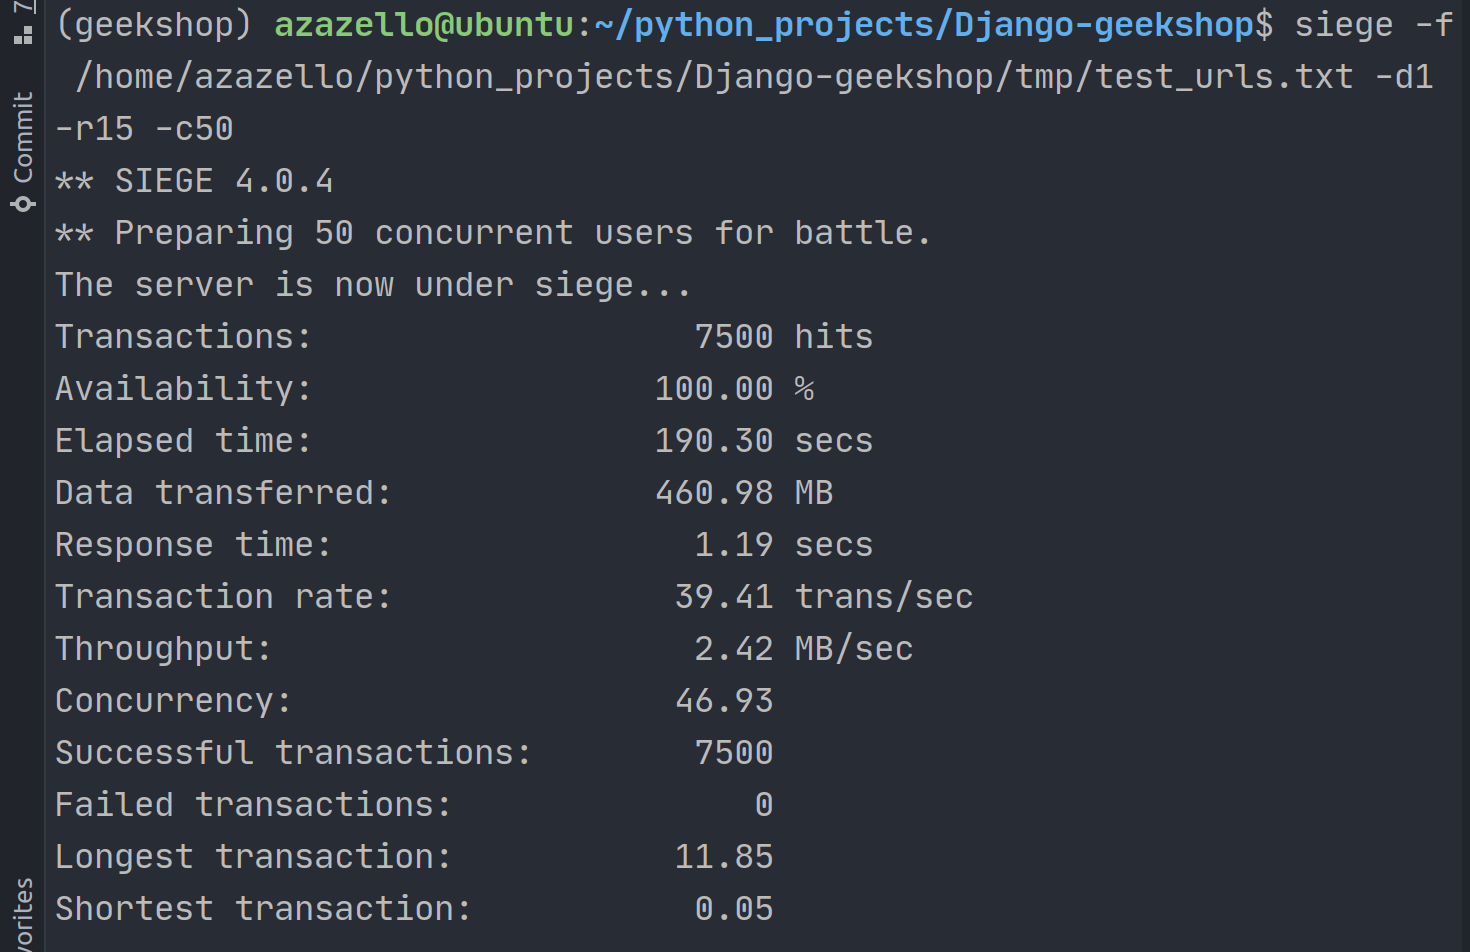 (geekshop) azazello@ubuntu:~/python_projects/Django-geekshop$ siege -f
/home/azazello/python_projects/Django-geekshop/tmp/test_urls.txt -d1
-r15 -c50
** SIEGE 4.0.4
** Preparing 50 concurrent users for battle.
The server is now under siege...
Transactions: 7500 hits
Availability: 100.00 %
Elapsed time: 190.30 secs
Data transferred: 460.98 MB
Response time: 1.19 secs
Transaction rate: 39.41 trans/sec
Throughput: 2.42 MB/sec
Concurrency: 46.93
Successful transactions: 7500
Failed transactions: 0
Longest transaction: 11.85
Shortest transaction: 0.05
7
Commit
vorites